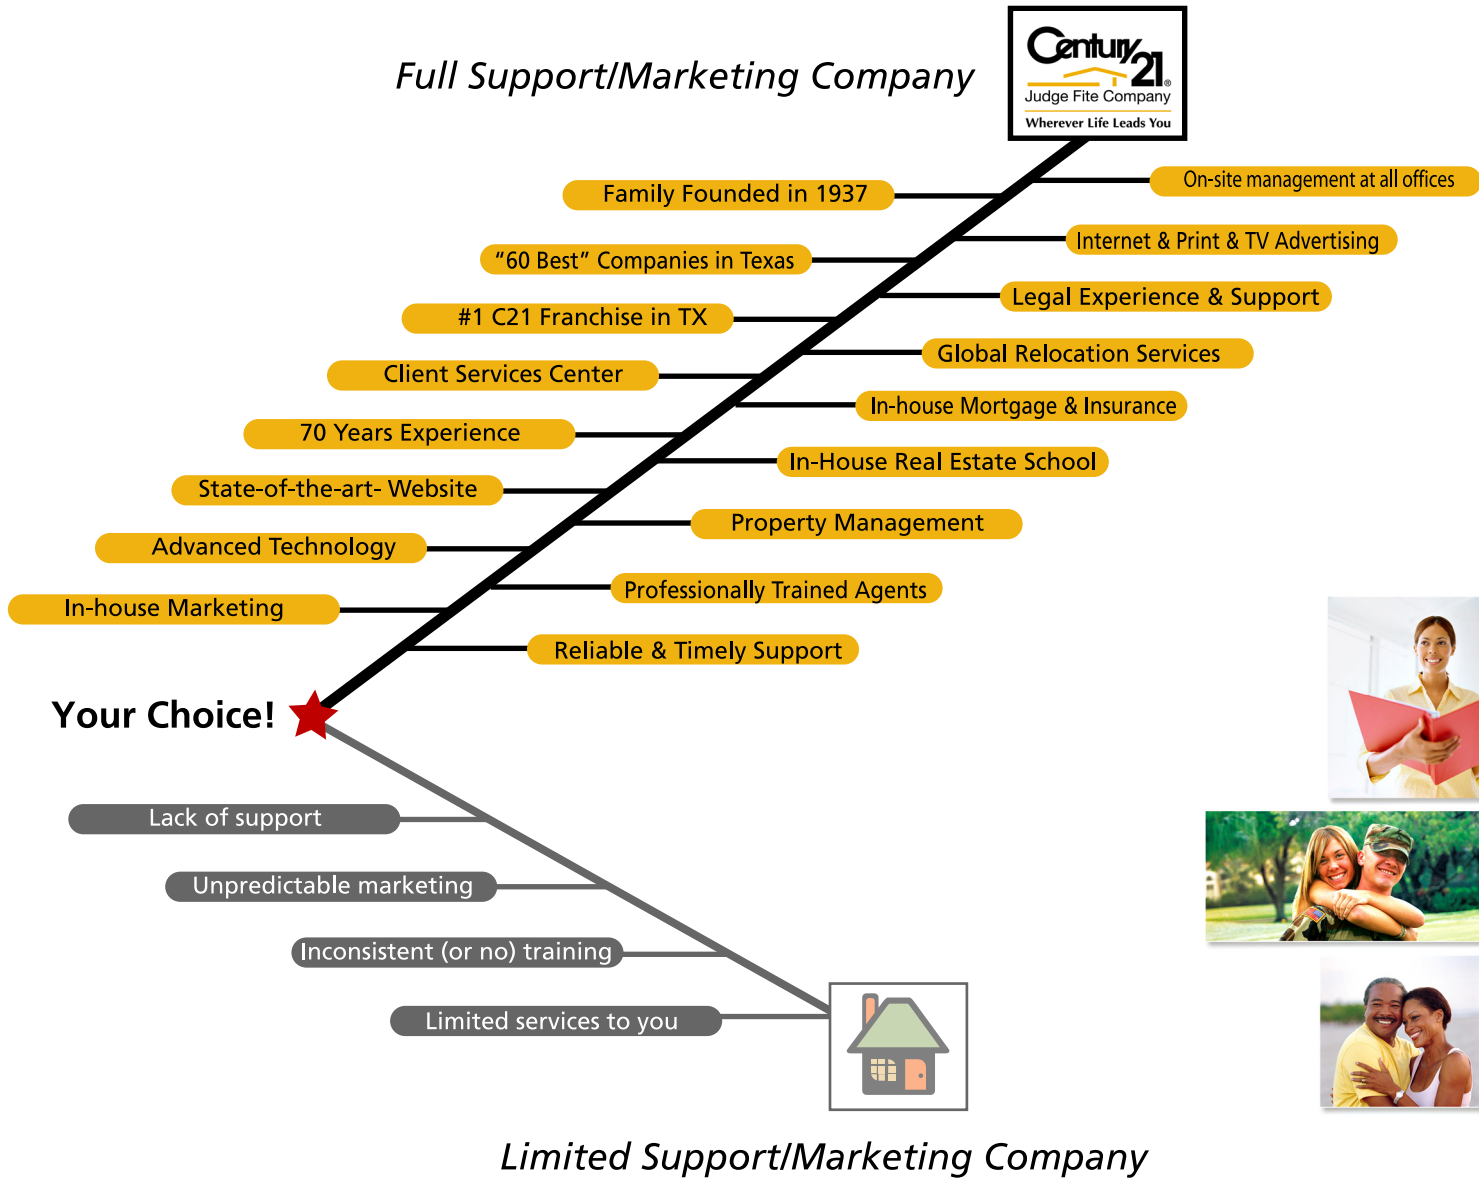 Full Support/Marketing Company
Century 21®
Judge Fite Company
Wherever Life Leads You
On-site management at all offices
Family Founded in 1937
Internet & Print & TV Advertising
“60 Best” Companies in Texas
Legal Experience & Support
#1 C21 Franchise in TX
Global Relocation Services
Client Services Center
In-house Mortgage & Insurance
70 Years Experience
In-House Real Estate School
State-of-the-art- Website
Property Management
Advanced Technology
Professionally Trained Agents
In-house Marketing
Reliable & Timely Support
Your Choice!
Lack of support
Unpredictable marketing
Inconsistent (or no) training
Limited services to you
Limited Support/Marketing Company